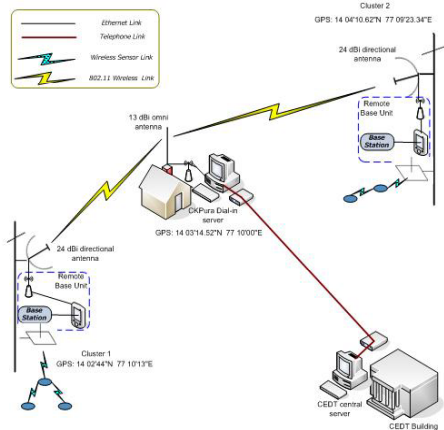 Ethernet Link
Telephone Link
Wireless Sensor Link
802.11 Wireless Link
Cluster 2
GPS: 14 04'10.62"N 77 09'23.34"E
24 dBi directional
antenna
Remote
Base Unit
Base
Station
13 dBi omni
antenna
CKPura Dial-in
server
GPS: 14 03'14.52"N 77 10'00"E
24 dBi directional
antenna
Remote
Base Unit
Base
Station
Cluster 1
GPS: 14 02'44"N 77 10'13"E
CEDT central
server
CEDT Building